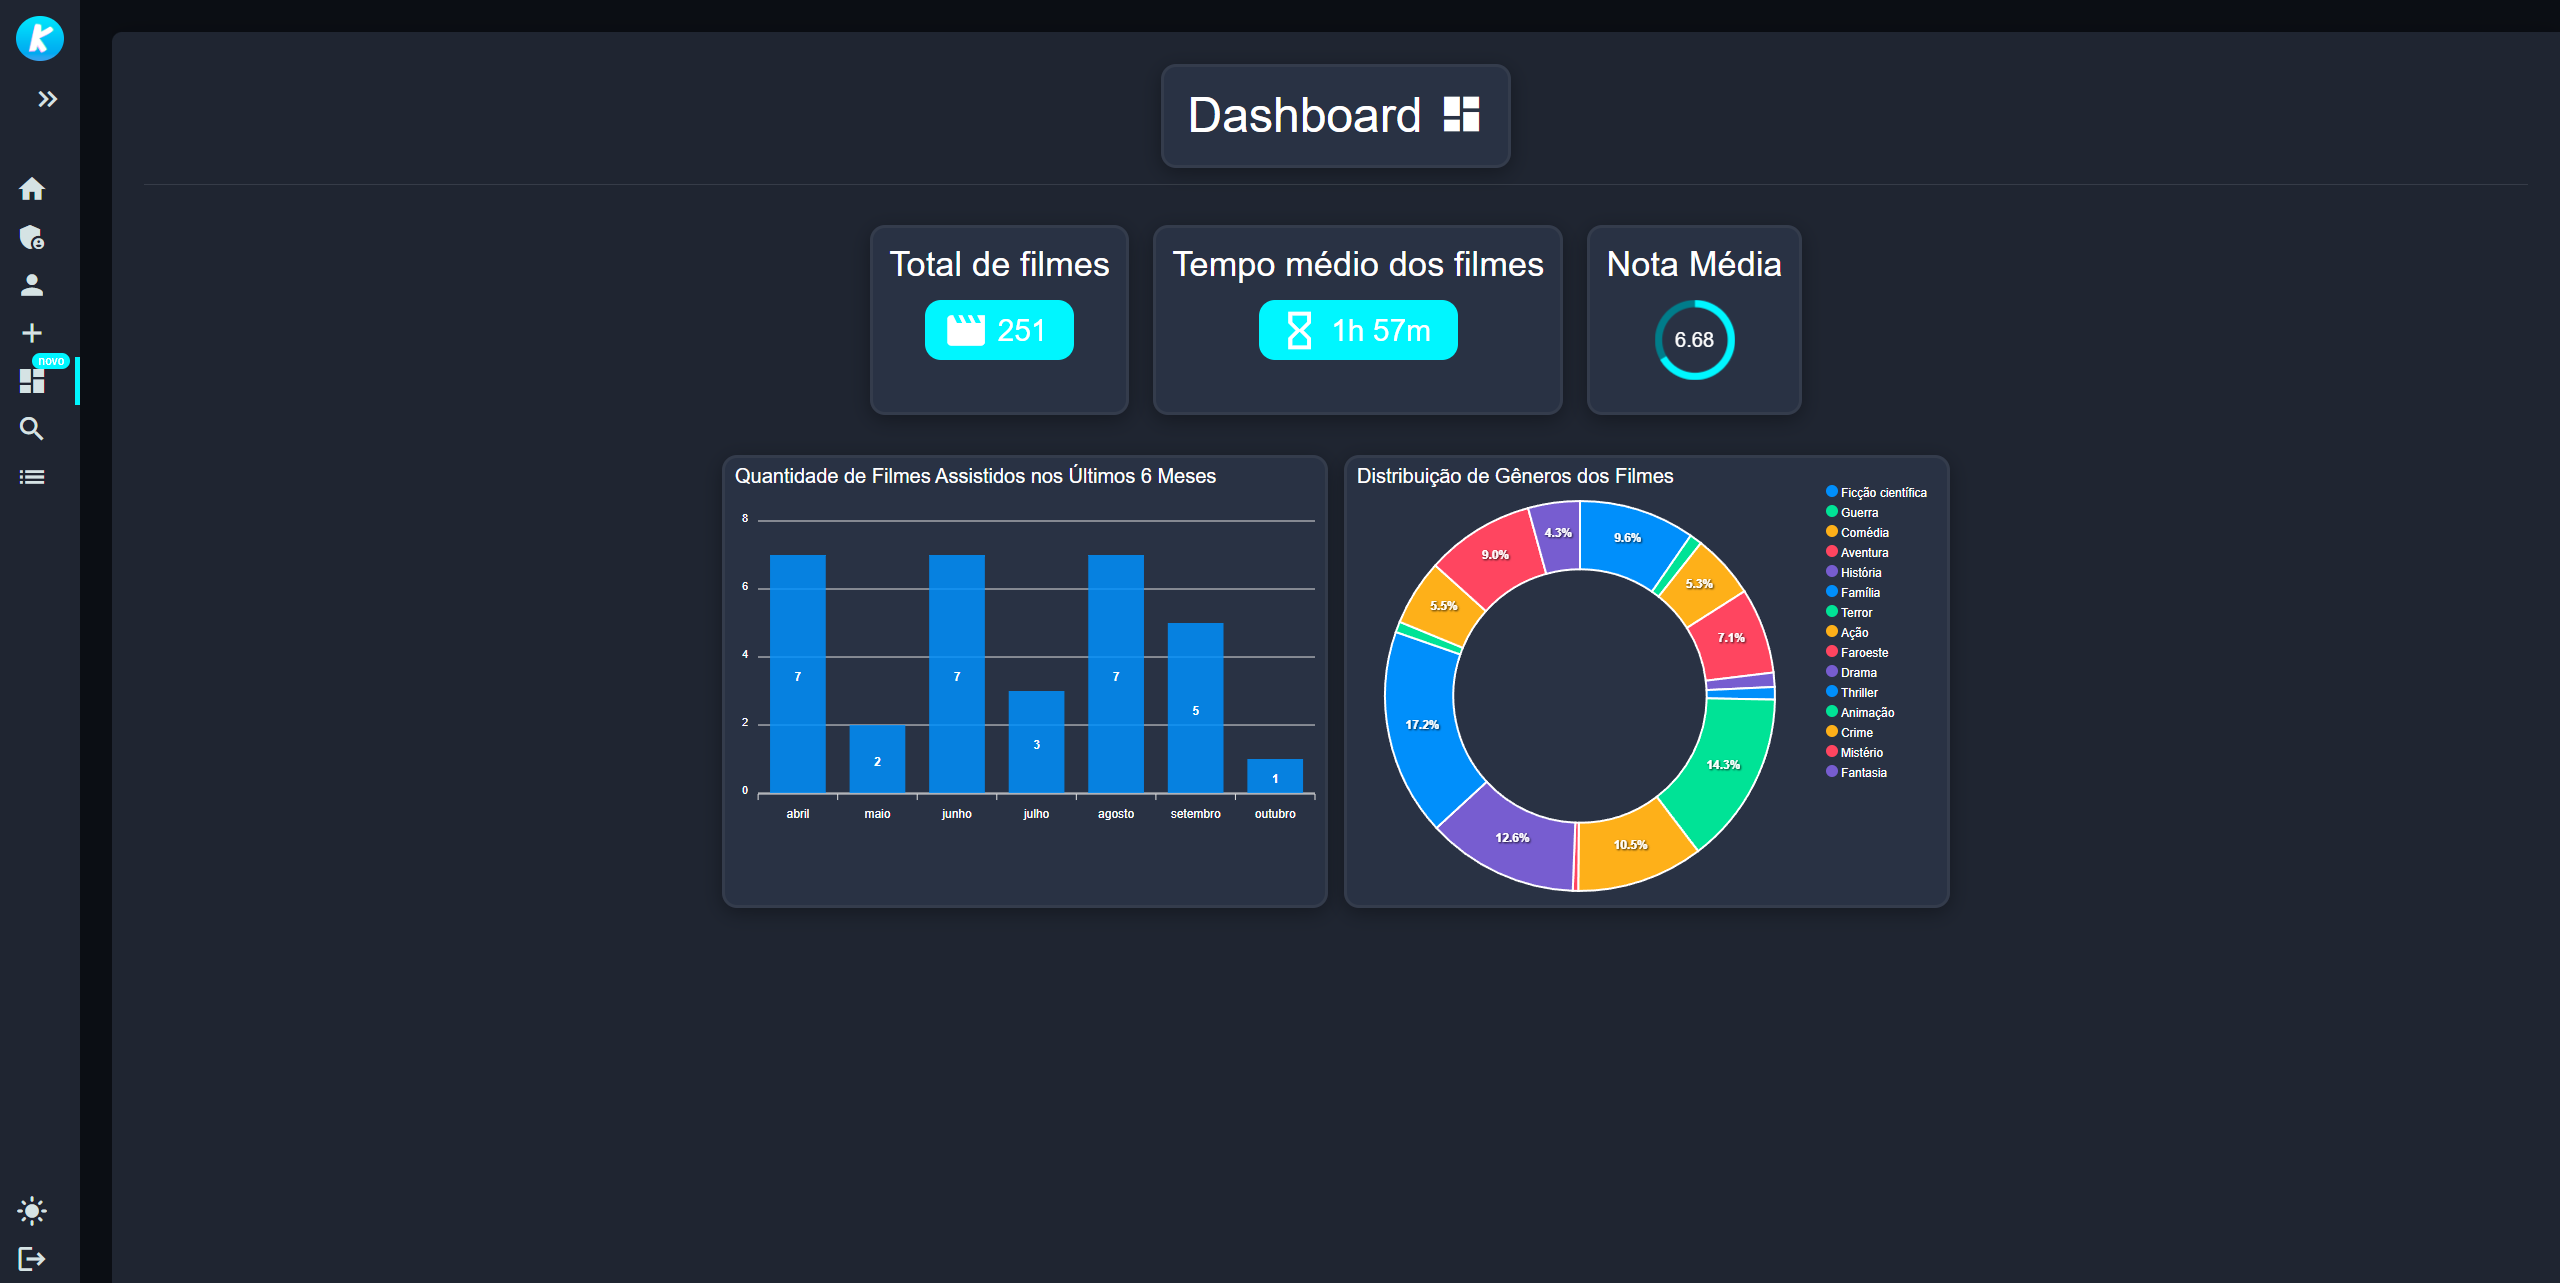 K
Dashboard
novo
Total de filmes
251
Tempo médio dos filmes
1h 57m
Nota Média
6.68
Quantidade de Filmes Assistidos nos Últimos 6 Meses
8
6
4
2
0
7
2
7
3
7
5
1
abril
maio
junho
julho
agosto
setembro
outubro
Distribuição de Gêneros dos Filmes
9.6%
5.3%
7.1%
14.3%
10.5%
12.6%
17.2%
5.5%
9.0%
4.3%
Ficção científica
Guerra
Comédia
Aventura
História
Família
Terror
Ação
Faroeste
Drama
Thriller
Animação
Crime
Mistério
Fantasia